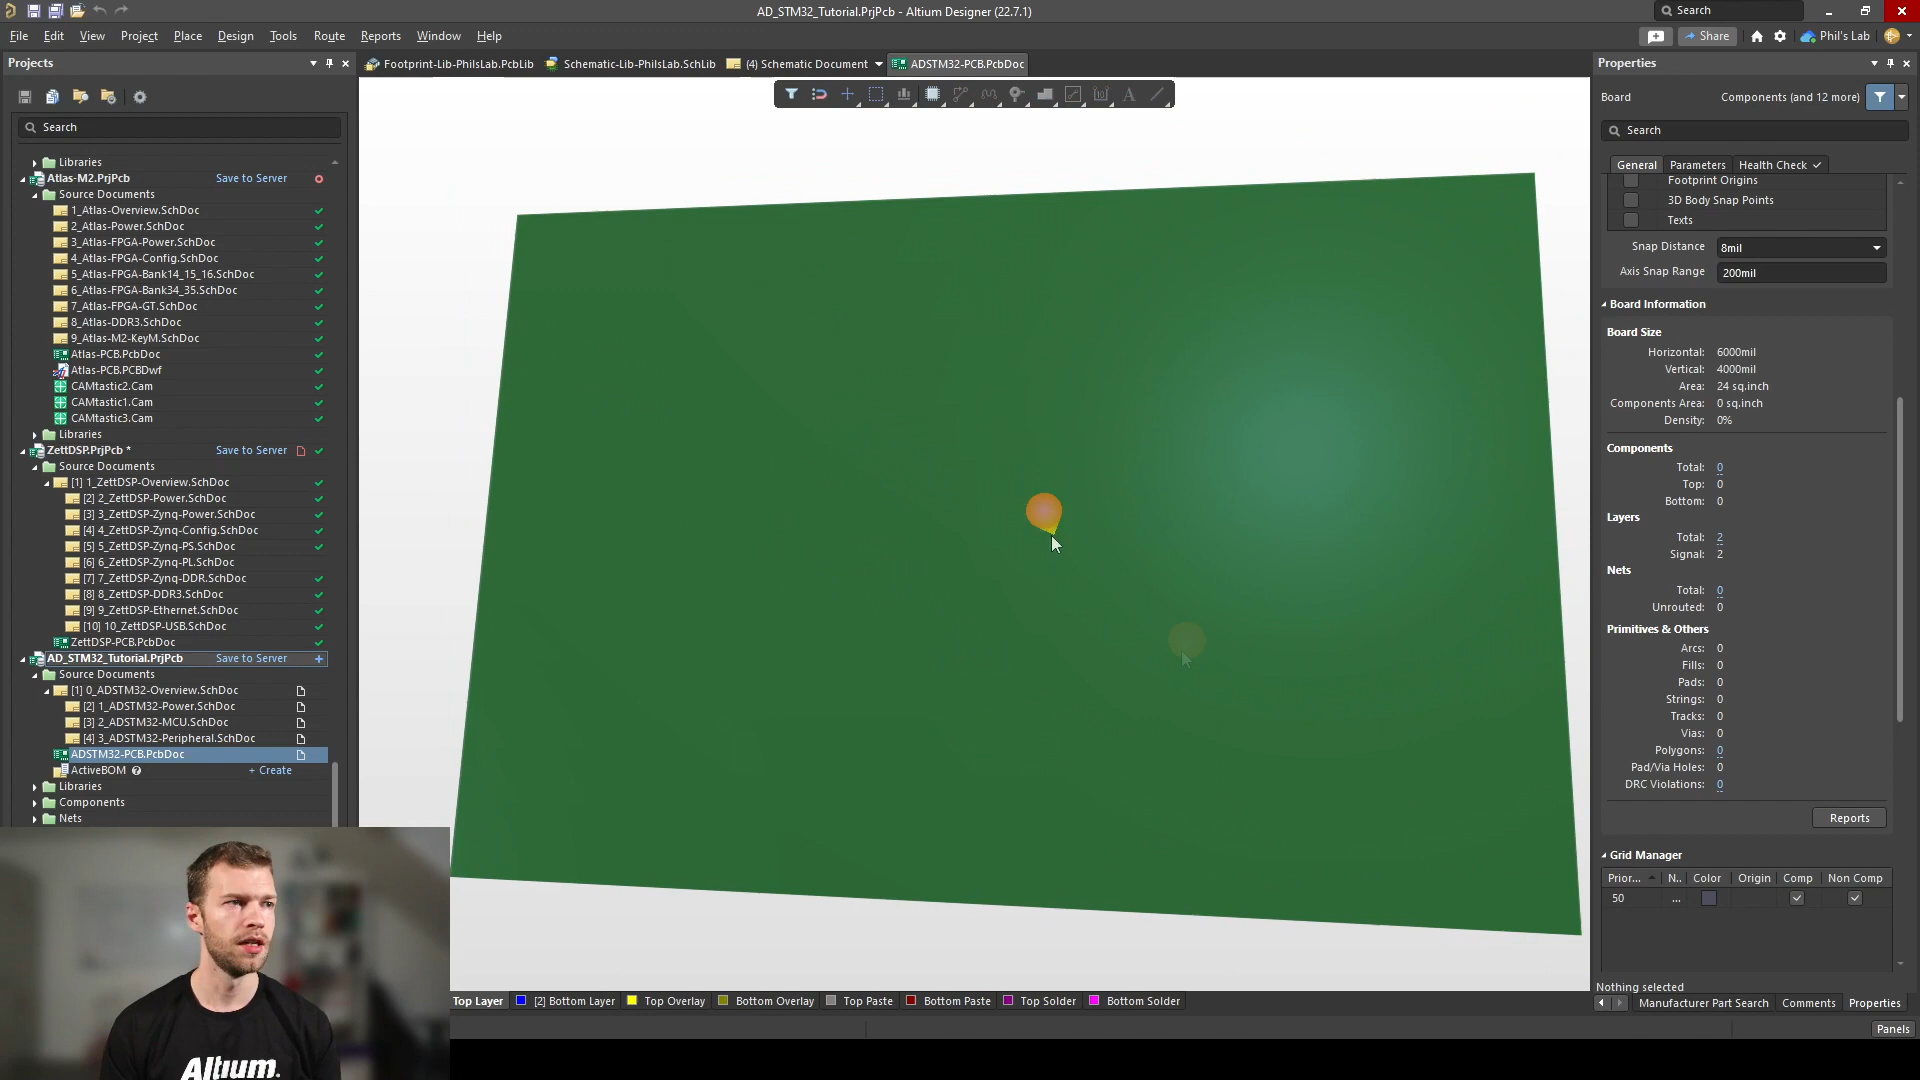 AD_STM32_Tutorial.PrjPcb - Altium Designer (22.7.1)
Search
File Edit View Project Place Design Tools Route Reports Window Help
Share
Phil's Lab
Projects
Footprint-Lib-PhilsLab.PcbLib
Schematic-Lib-PhilsLab.SchLib
(4) Schematic Document
ADSTM32-PCB.PcbDoc
Properties
Search
Libraries
Atlas-M2.PrjPcb Save to Server
Source Documents
1_Atlas-Overview.SchDoc
2_Atlas-Power.SchDoc
3_Atlas-FPGA-Power.SchDoc
4_Atlas-FPGA-Config.SchDoc
5_Atlas-FPGA-Bank14_15_16.SchDoc
6_Atlas-FPGA-Bank34_35.SchDoc
7_Atlas-FPGA-GT.SchDoc
8_Atlas-DDR3.SchDoc
9_Atlas-M2-KeyM.SchDoc
Atlas-PCB.PcbDoc
Atlas-PCB.PCBDwf
CAMtastic2.Cam
CAMtastic1.Cam
CAMtastic3.Cam
Libraries
ZettDSP.PrjPcb * Save to Server
Source Documents
[1] 1_ZettDSP-Overview.SchDoc
[2] 2_ZettDSP-Power.SchDoc
[3] 3_ZettDSP-Zynq-Power.SchDoc
[4] 4_ZettDSP-Zynq-Config.SchDoc
[5] 5_ZettDSP-Zynq-PS.SchDoc
[6] 6_ZettDSP-Zynq-PL.SchDoc
[7] 7_ZettDSP-Zynq-DDR.SchDoc
[8] 8_ZettDSP-DDR3.SchDoc
[9] 9_ZettDSP-Ethernet.SchDoc
[10] 10_ZettDSP-USB.SchDoc
ZettDSP-PCB.PcbDoc
AD_STM32_Tutorial.PrjPcb Save to Server
Source Documents
[1] 0_ADSTM32-Overview.SchDoc
[2] 1_ADSTM32-Power.SchDoc
[3] 2_ADSTM32-MCU.SchDoc
[4] 3_ADSTM32-Peripheral.SchDoc
ADSTM32-PCB.PcbDoc
ActiveBOM + Create
Libraries
Components
Nets
Altium.
Board Components (and 12 more)
Search
General Parameters Health Check
Footprint Origins
3D Body Snap Points
Texts
Snap Distance 8mil
Axis Snap Range 200mil
Board Information
Board Size
Horizontal: 6000mil
Vertical: 4000mil
Area: 24 sq.inch
Components Area: 0 sq.inch
Density: 0%
Components
Total: 0
Top: 0
Bottom: 0
Layers
Total: 2
Signal: 2
Nets
Total: 0
Unrouted: 0
Primitives & Others
Arcs: 0
Fills: 0
Pads: 0
Strings: 0
Tracks: 0
Vias: 0
Polygons: 0
Pad/Via Holes: 0
DRC Violations: 0
Reports
Grid Manager
Prior... N.. Color Origin Comp Non Comp
50 ...
Nothing selected
Top Layer [2] Bottom Layer Top Overlay Bottom Overlay Top Paste Bottom Paste Top Solder Bottom Solder
Manufacturer Part Search Comments Properties
Panels